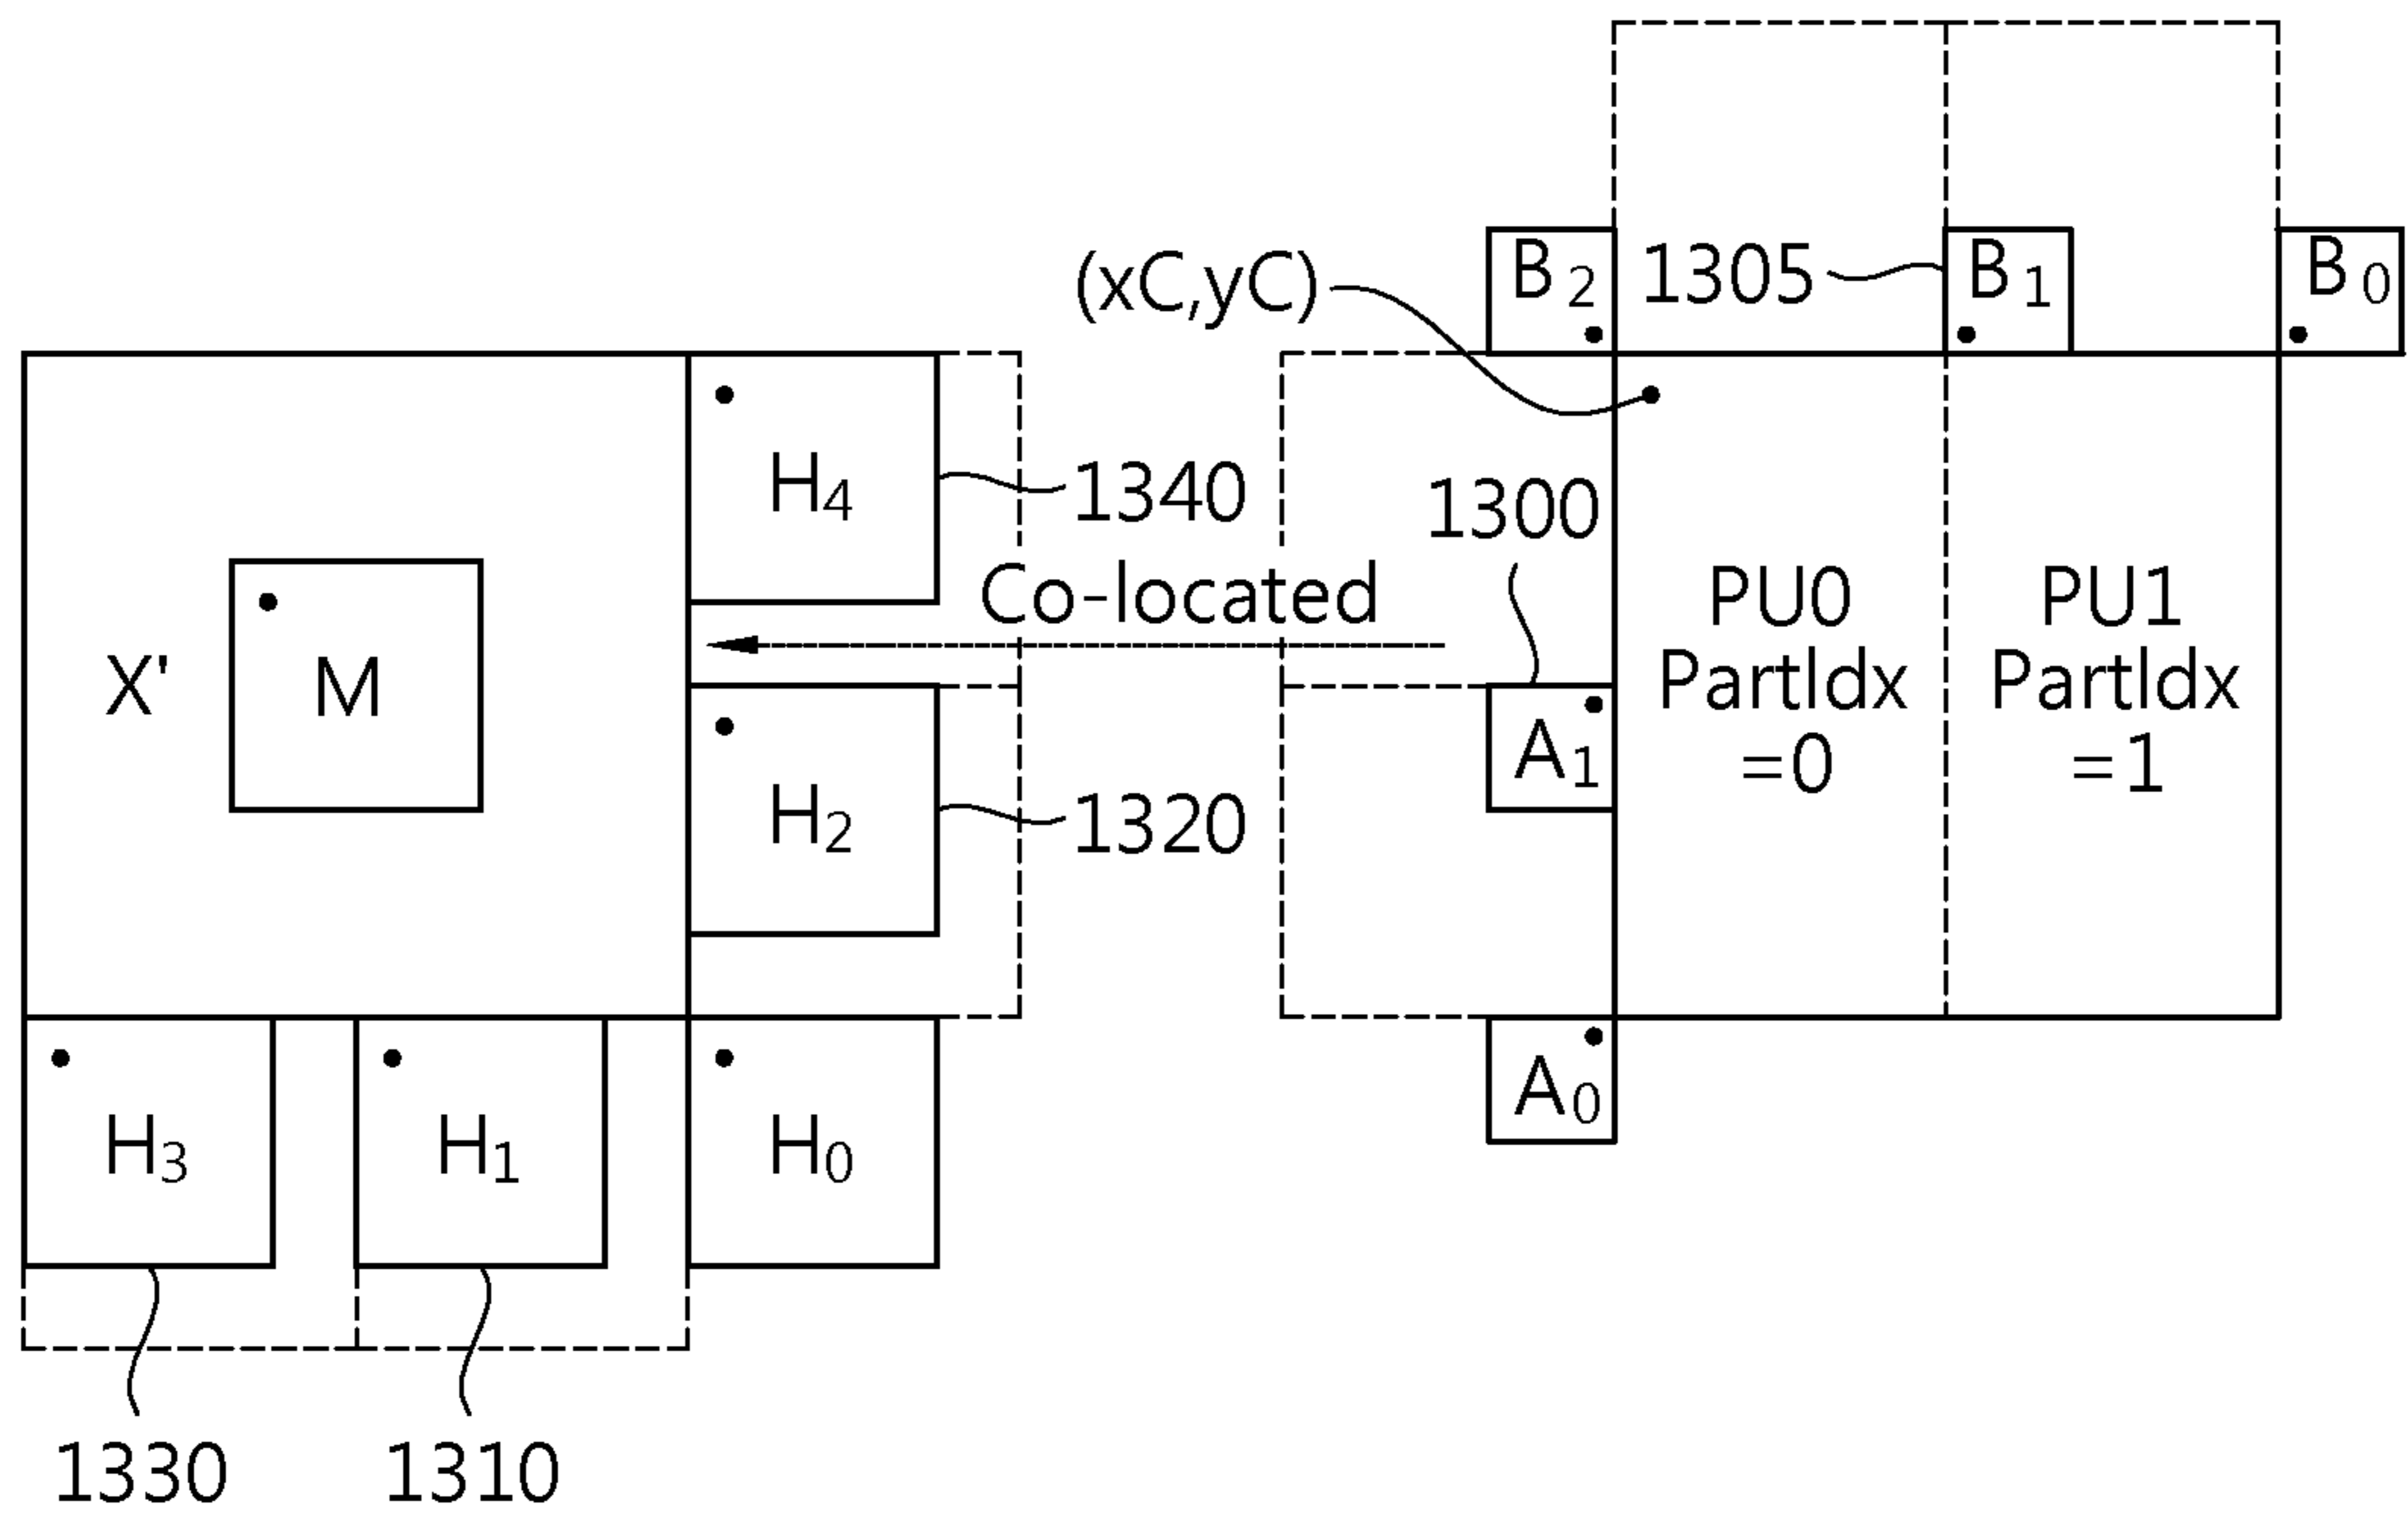 B2 1305 B1 B0
(xC,yC)
H4 1340 1300
Co-located
X' M
PU0 PU1
PartIdx PartIdx
=0 =1
A1
H2 1320
A0
H3 H1 H0
1330 1310